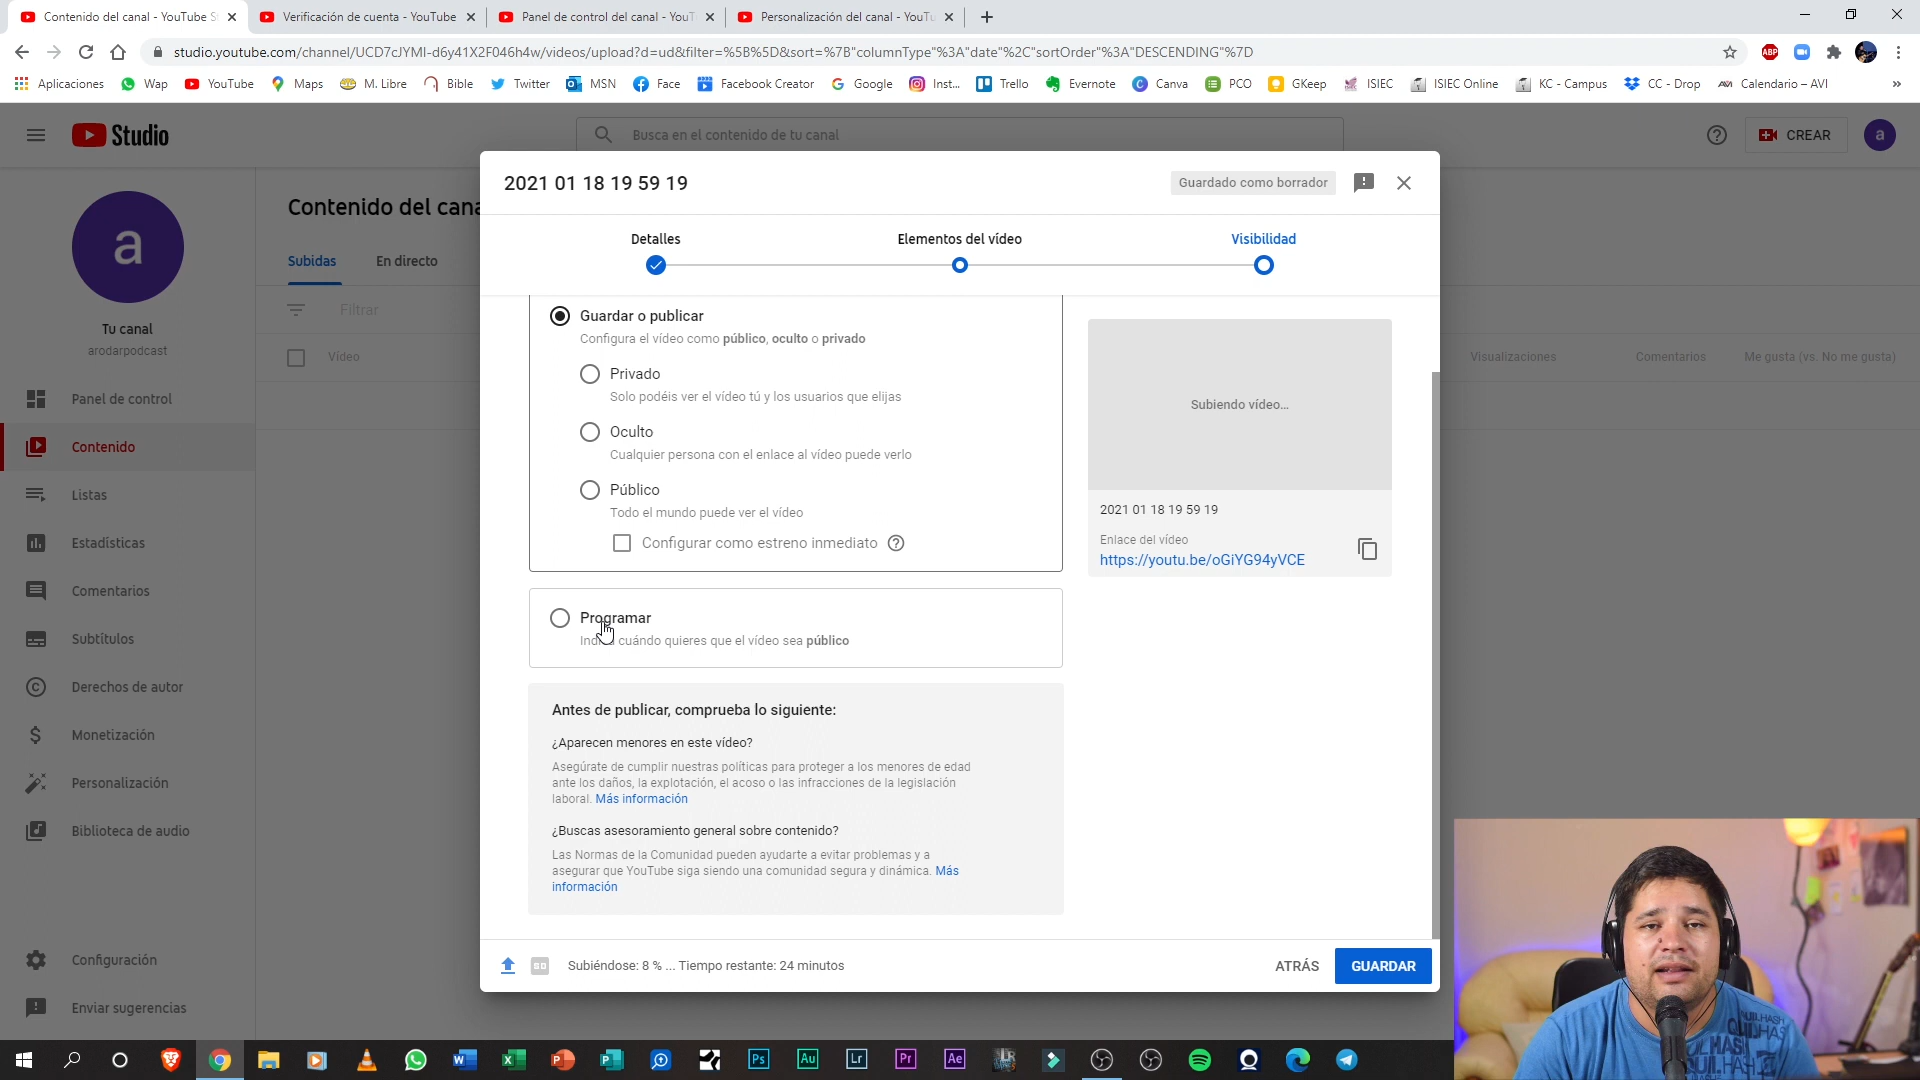 Contenido del canal - YouTube S
Verificación de cuenta - YouTube
Panel de control del canal - YouT
Personalización del canal - YouTu
studio.youtube.com/channel/UCD7cJYMI-d6y41X2F046h4w/videos/upload?d=ud&filter=%5B%5D&sort=%7B"columnType"%3A"date"%2C"sortOrder"%3A"DESCENDING"%7D
ABP
Aplicaciones Wap YouTube Maps M. Libre Bible Twitter MSN Face Facebook Creator Google Inst... Trello Evernote Canva PCO GKeep ISIEC ISIEC Online KC - Campus CC - Drop Calendario – AVI »
Studio
Busca en el contenido de tu canal
CREAR
a
a
Tu canal
arodarpodcast
Panel de control
Contenido
Listas
Estadísticas
Comentarios
Subtítulos
Derechos de autor
Monetización
Personalización
Biblioteca de audio
Configuración
Enviar sugerencias
Contenido del cana
Subidas
En directo
Filtrar
Vídeo
Visualizaciones
Comentarios
Me gusta (vs. No me gusta)
2021 01 18 19 59 19
Guardado como borrador
Detalles
Elementos del vídeo
Visibilidad
Guardar o publicar
Configura el vídeo como público, oculto o privado
Privado
Solo podéis ver el vídeo tú y los usuarios que elijas
Oculto
Cualquier persona con el enlace al vídeo puede verlo
Público
Todo el mundo puede ver el vídeo
Configurar como estreno inmediato
Programar
cuándo quieres que el vídeo sea público
Antes de publicar, comprueba lo siguiente:
¿Aparecen menores en este vídeo?
Asegúrate de cumplir nuestras políticas para proteger a los menores de edad
ante los daños, la explotación, el acoso o las infracciones de la legislación
laboral. Más información
¿Buscas asesoramiento general sobre contenido?
Las Normas de la Comunidad pueden ayudarte a evitar problemas y a
asegurar que YouTube siga siendo una comunidad segura y dinámica. Más
información
Subiendo vídeo...
2021 01 18 19 59 19
Enlace del vídeo
https://youtu.be/oGiYG94yVCE
Subiéndose: 8 % ... Tiempo restante: 24 minutos
ATRÁS
GUARDAR
Ps Au Lr Pr Ae